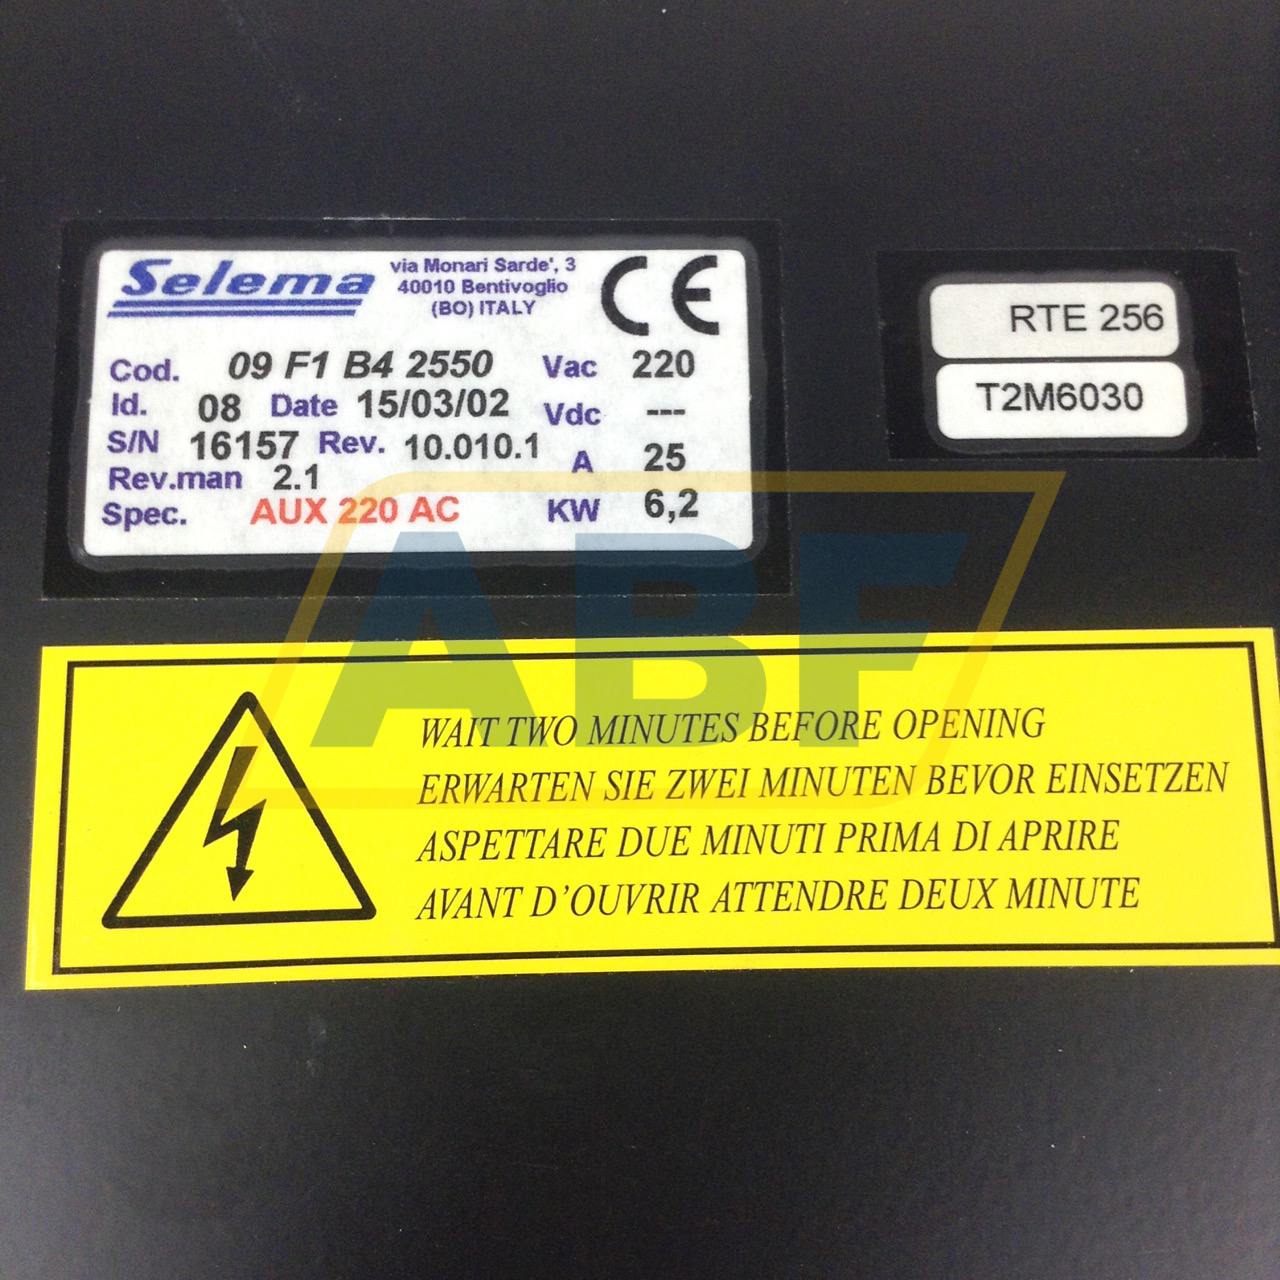 Selema
via Monari Sarde', 3
40010 Bentivoglio
(BO) ITALY
CE
Cod. 09 F1 B4 2550 Vac 220
Id. 08 Date 15/03/02 Vdc ---
S/N 16157 Rev. 10.010.1 A 25
Rev.man 2.1
Spec. AUX 220 AC KW 6,2
RTE 256
T2M6030
ABF
WAIT TWO MINUTES BEFORE OPENING
ERWARTEN SIE ZWEI MINUTEN BEVOR EINSETZEN
ASPETTARE DUE MINUTI PRIMA DI APRIRE
AVANT D'OUVRIR ATTENDRE DEUX MINUTE